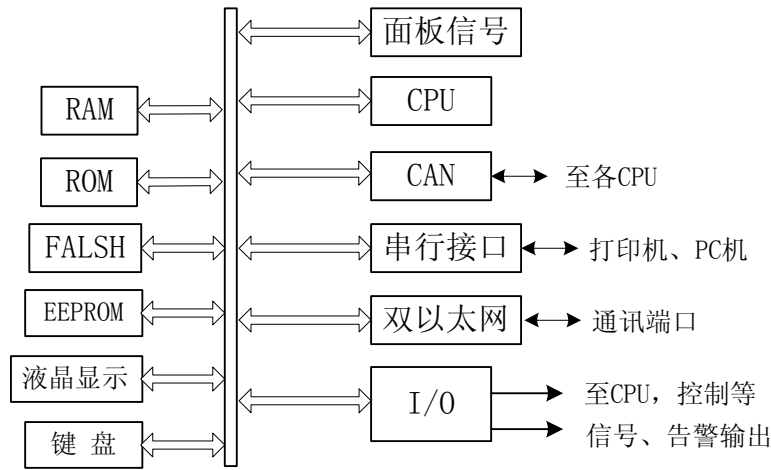 面板信号
RAM
CPU
ROM
CAN
至各CPU
FALSH
串行接口
打印机、PC机
EEPROM
双以太网
通讯端口
液晶显示
I/O
至CPU，控制等
键 盘
信号、告警输出